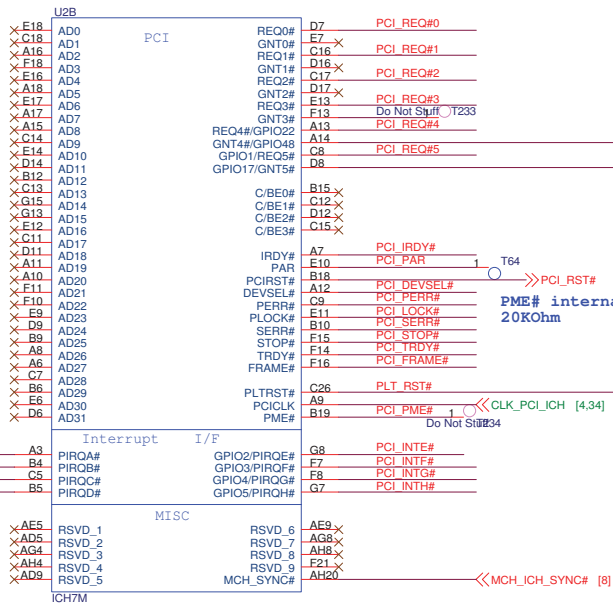 U2B
PCI
E18 AD0 REQ0# D7 PCI_REQ#0
C18 AD1 GNT0# E7
A16 AD2 REQ1# C16 PCI_REQ#1
F18 AD3 GNT1# D16
E16 AD4 REQ2# C17 PCI_REQ#2
A18 AD5 GNT2# D17
E17 AD6 REQ3# E13 PCI_REQ#3
A17 AD7 GNT3# F13 Do Not Stuff T233
A15 AD8 REQ4#/GPIO22 A13 PCI_REQ#4
C14 AD9 GNT4#/GPIO48 A14
E14 AD10 GPIO1/REQ5# C8 PCI_REQ#5
D14 AD11 GPIO17/GNT5# D8
B12 AD12
C13 AD13 C/BE0# B15
G15 AD14 C/BE1# C12
G13 AD15 C/BE2# D12
E12 AD16 C/BE3# C15
C11 AD17
D11 AD18 IRDY# A7 PCI_IRDY#
A11 AD19 PAR E10 PCI_PAR 1 T64
A10 AD20 PCIRST# B18 PCI_RST#
F11 AD21 DEVSEL# A12 PCI_DEVSEL#
F10 AD22 PERR# C9 PCI_PERR#
E9 AD23 PLOCK# E11 PCI_LOCK#
D9 AD24 SERR# B10 PCI_SERR#
B9 AD25 STOP# F15 PCI_STOP#
A8 AD26 TRDY# F14 PCI_TRDY#
A6 AD27 FRAME# F16 PCI_FRAME#
C7 AD28
B6 AD29 PLTRST# C26 PLT_RST#
E6 AD30 PCICLK A9 CLK_PCI_ICH [4,34]
D6 AD31 PME# B19 PCI_PME# 1
Do Not Stuff T234
PME# interna
20KOhm
Interrupt I/F
A3 PIRQA# GPIO2/PIRQE# G8 PCI_INTE#
B4 PIRQB# GPIO3/PIRQF# F7 PCI_INTF#
C5 PIRQC# GPIO4/PIRQG# F8 PCI_INTG#
B5 PIRQD# GPIO5/PIRQH# G7 PCI_INTH#
MISC
AE5 RSVD_1 RSVD_6 AE9
AD5 RSVD_2 RSVD_7 AG8
AG4 RSVD_3 RSVD_8 AH8
AH4 RSVD_4 RSVD_9 F21
AD9 RSVD_5 MCH_SYNC# AH20 MCH_ICH_SYNC# [8]
ICH7M